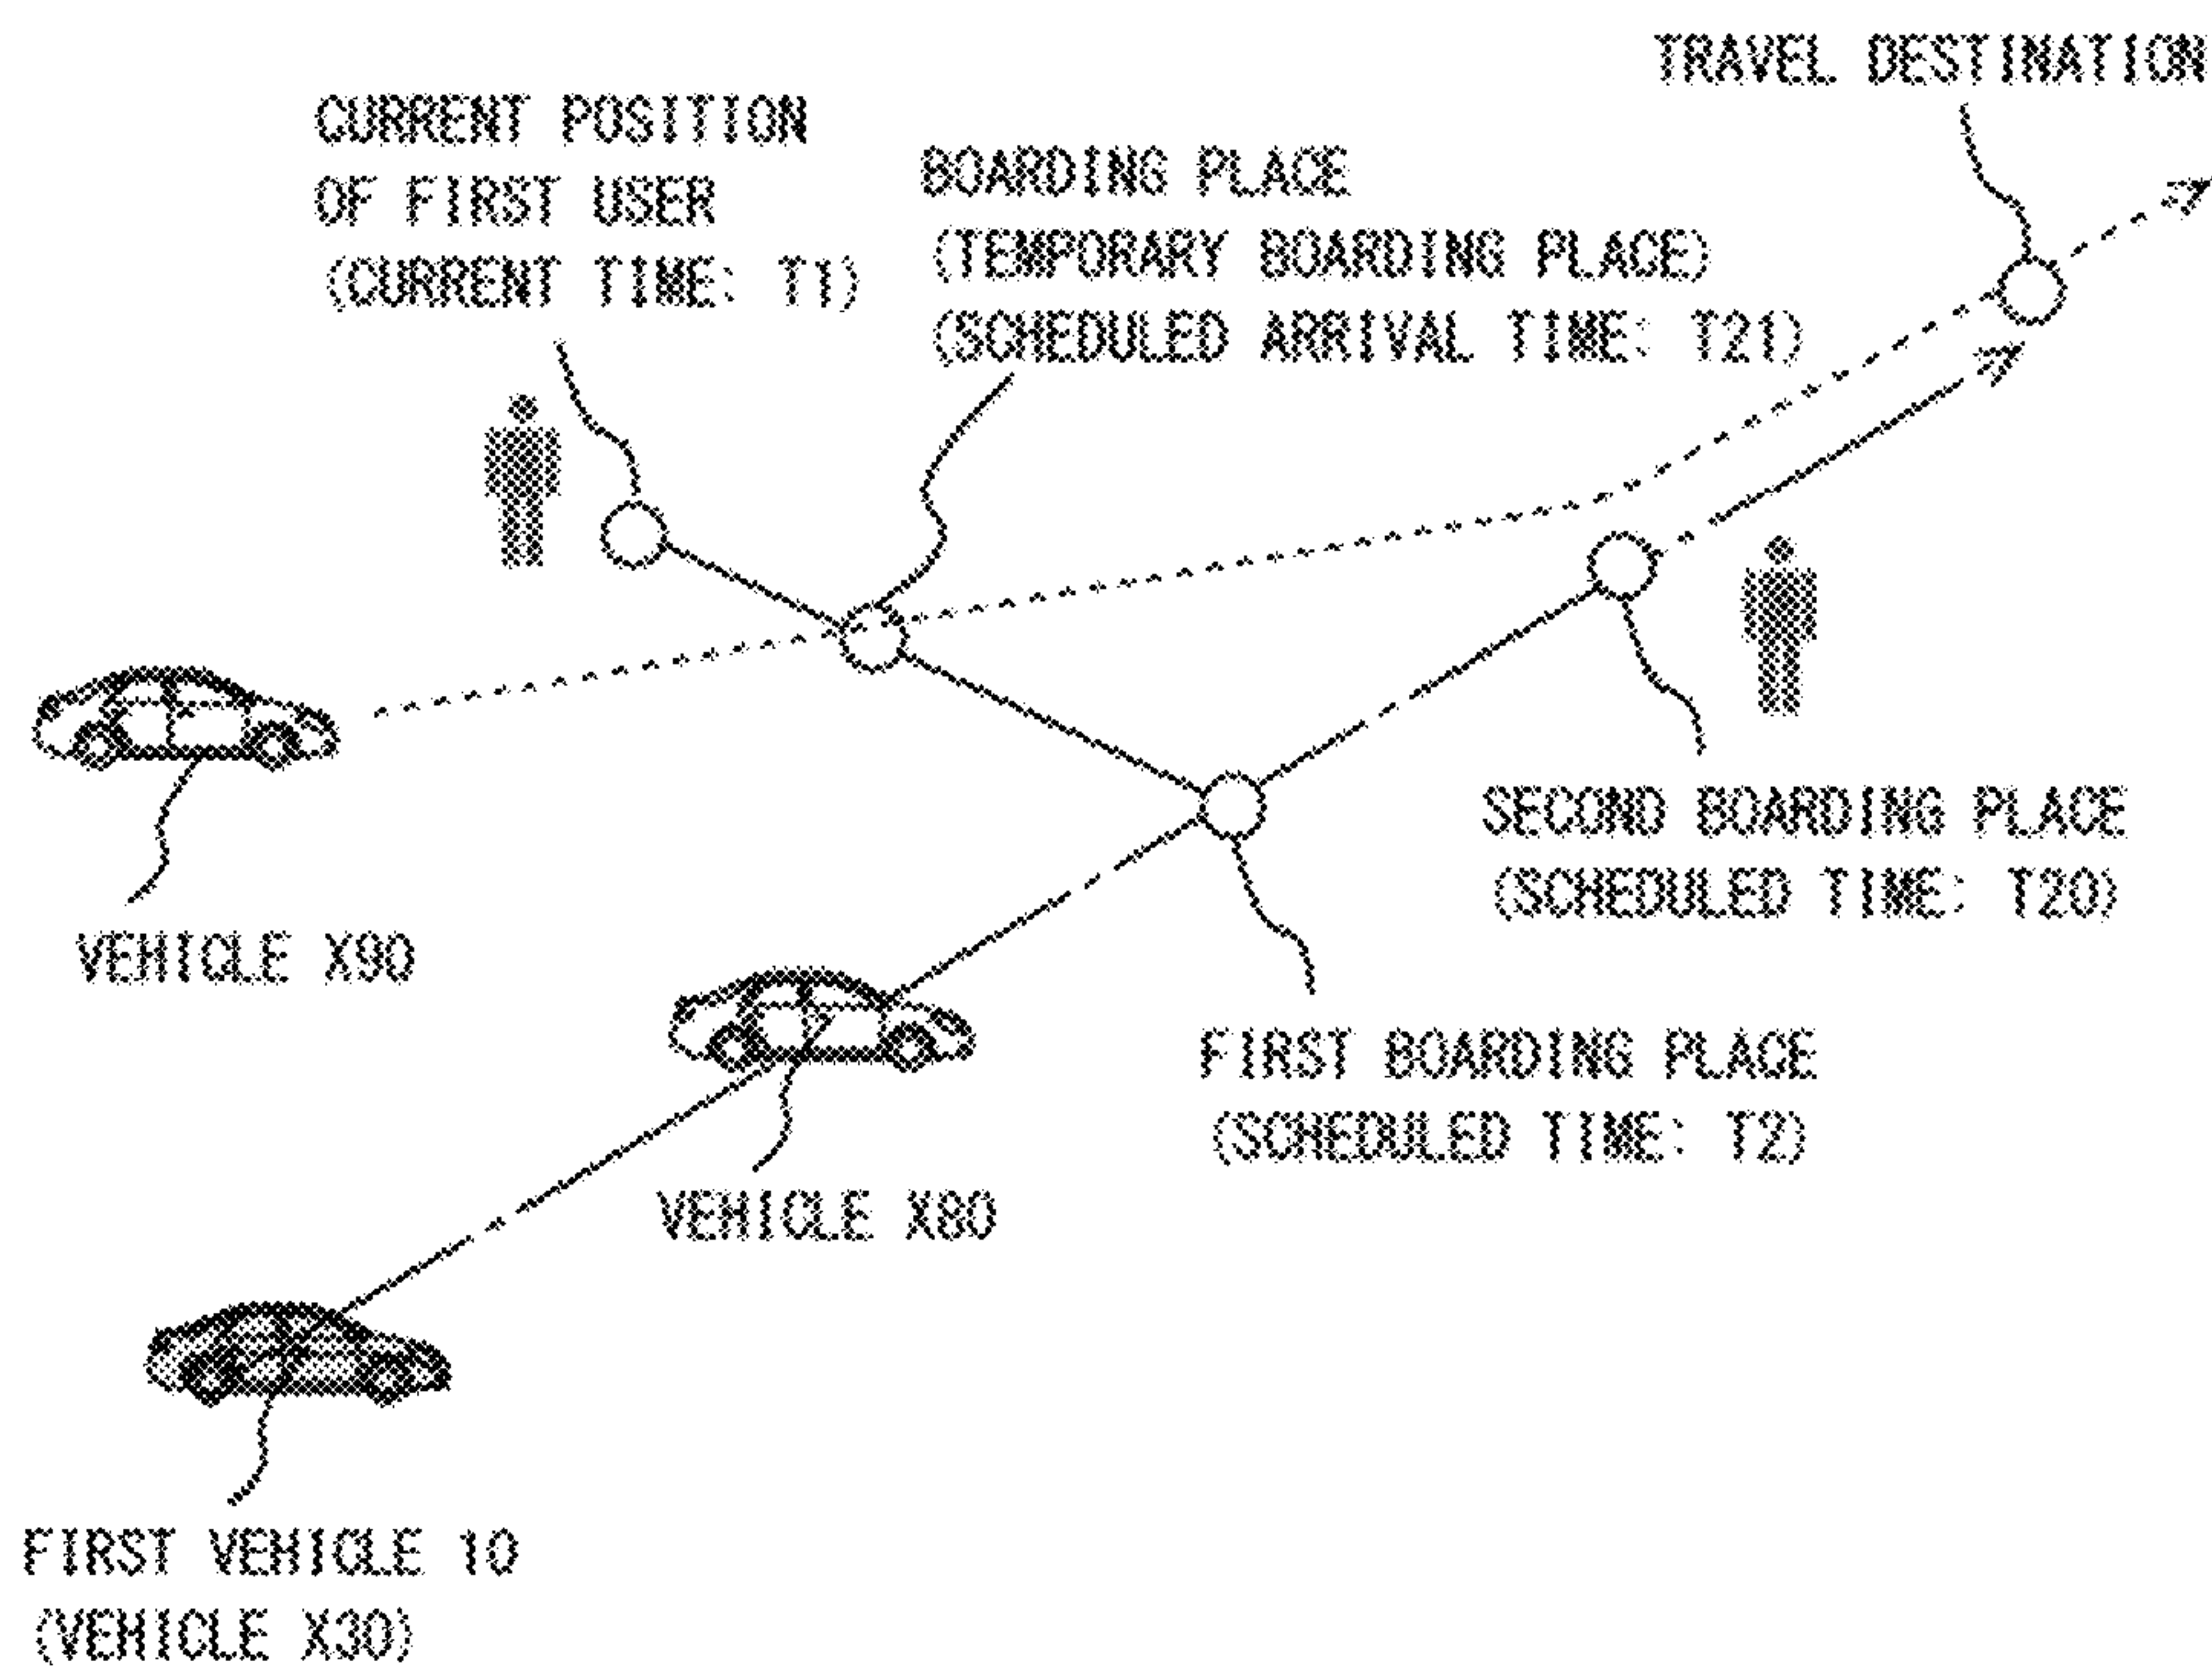 TRAVEL DESTINATION
CURRENT POSITION
OF FIRST USER
(CURRENT TIME: T1)
BOARDING PLACE
(TEMPORARY BOARDING PLACE)
(SCHEDULED ARRIVAL TIME: T21)
SECOND BOARDING PLACE
(SCHEDULED TIME: T20)
VEHICLE X90
FIRST BOARDING PLACE
(SCHEDULED TIME: T2)
VEHICLE X80
FIRST VEHICLE 10
(VEHICLE X30)